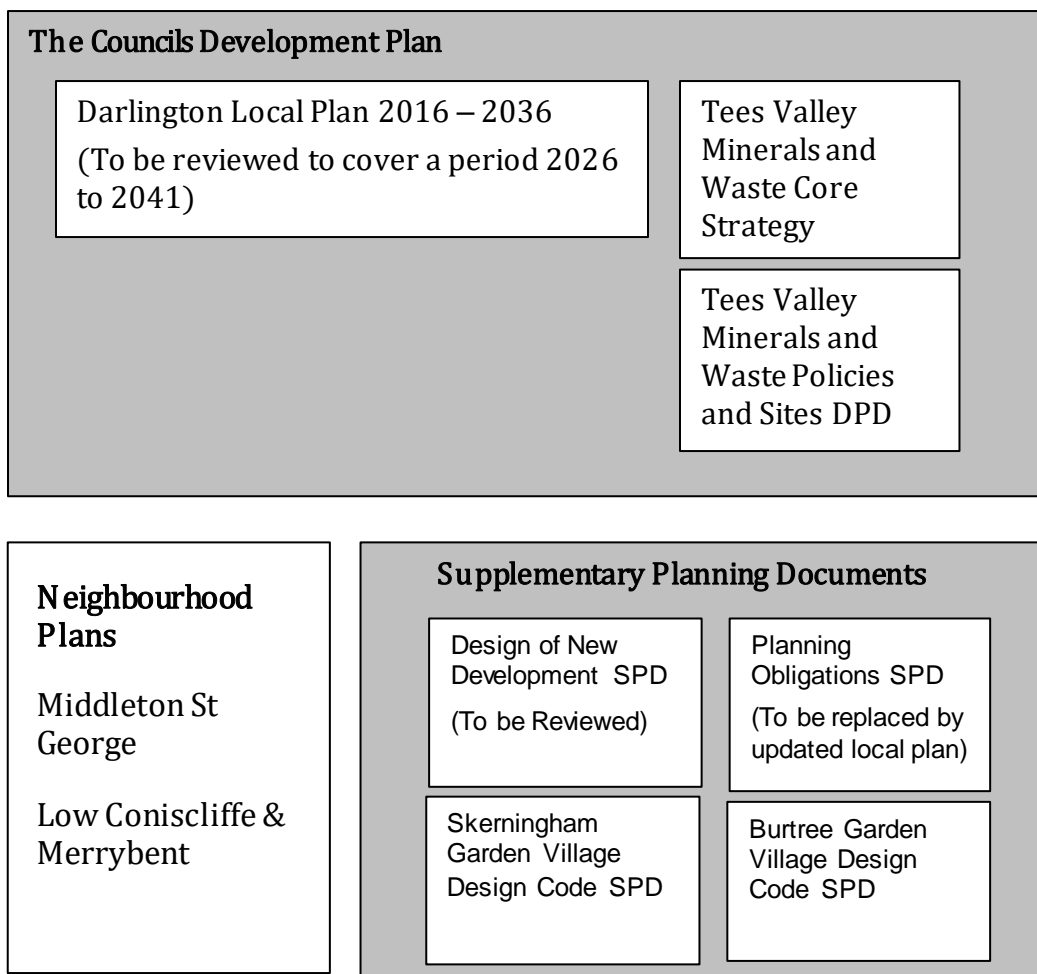 The Councils Development Plan
Darlington Local Plan 2016 – 2036
(To be reviewed to cover a period 2026
to 2041)
Tees Valley
Minerals and
Waste Core
Strategy
Tees Valley
Minerals and
Waste Policies
and Sites DPD
Neighbourhood
Plans
Middleton St
George
Low Coniscliffe &
Merrybent
Supplementary Planning Documents
Design of New
Development SPD
(To be Reviewed)
Planning
Obligations SPD
(To be replaced by
updated local plan)
Skerningham
Garden Village
Design Code SPD
Burtree Garden
Village Design
Code SPD